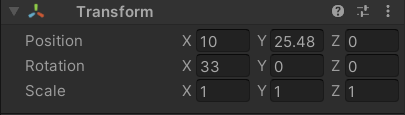 Transform
Position X 10 Y 25.48 Z 0
Rotation X 33 Y 0 Z 0
Scale X 1 Y 1 Z 1